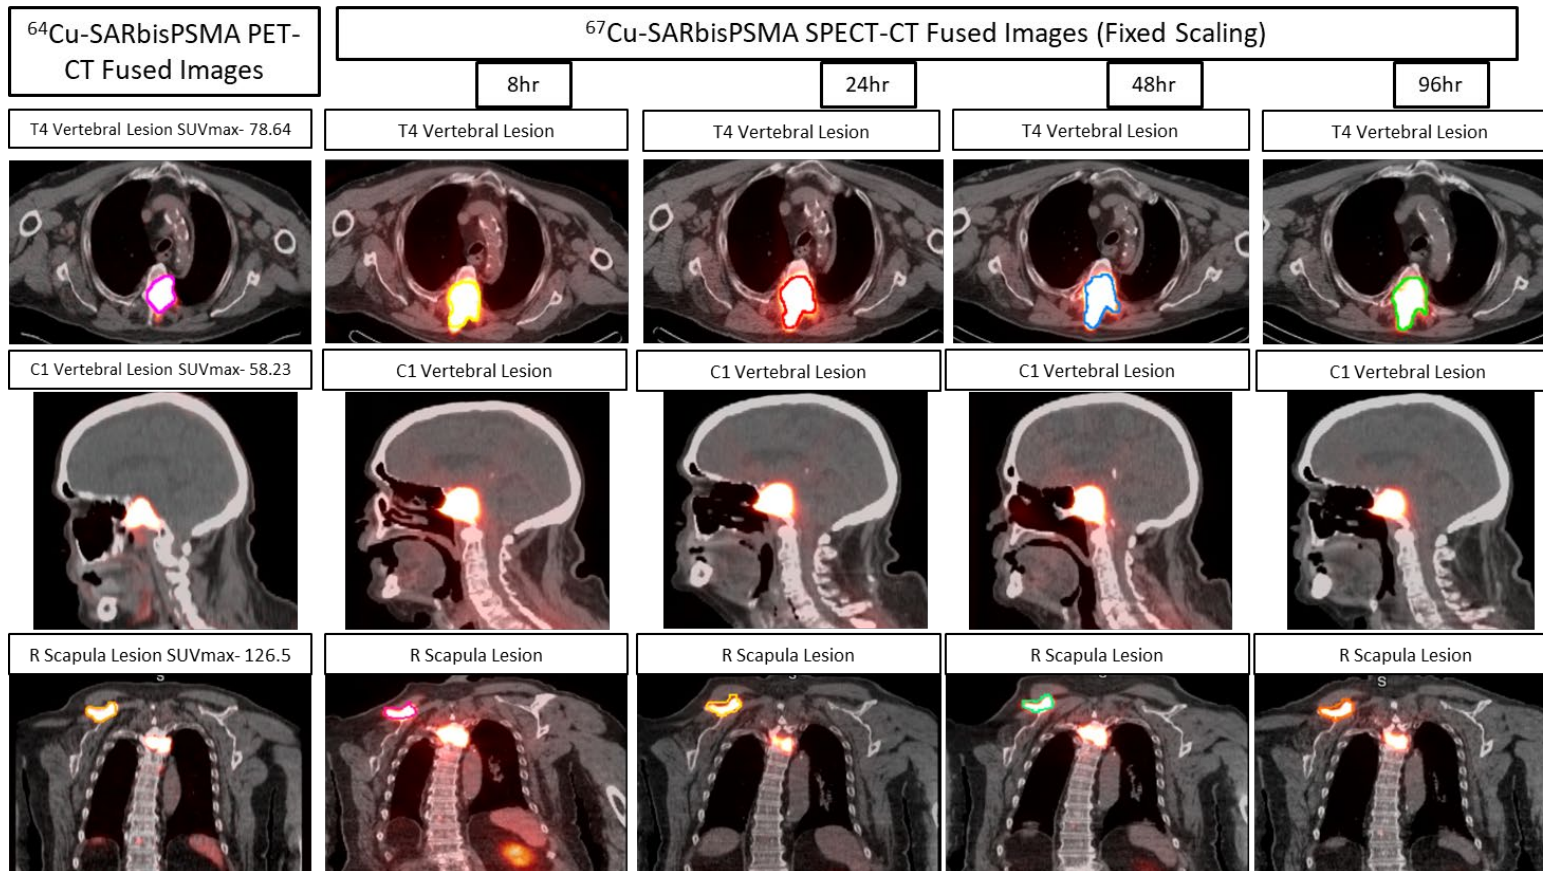 ⁶⁴Cu-SARbisPSMA PET-
CT Fused Images
⁶⁷Cu-SARbisPSMA SPECT-CT Fused Images (Fixed Scaling)
8hr
24hr
48hr
96hr
T4 Vertebral Lesion SUVmax- 78.64
T4 Vertebral Lesion
T4 Vertebral Lesion
T4 Vertebral Lesion
T4 Vertebral Lesion
C1 Vertebral Lesion SUVmax- 58.23
C1 Vertebral Lesion
C1 Vertebral Lesion
C1 Vertebral Lesion
C1 Vertebral Lesion
R Scapula Lesion SUVmax- 126.5
R Scapula Lesion
R Scapula Lesion
R Scapula Lesion
R Scapula Lesion
S
S